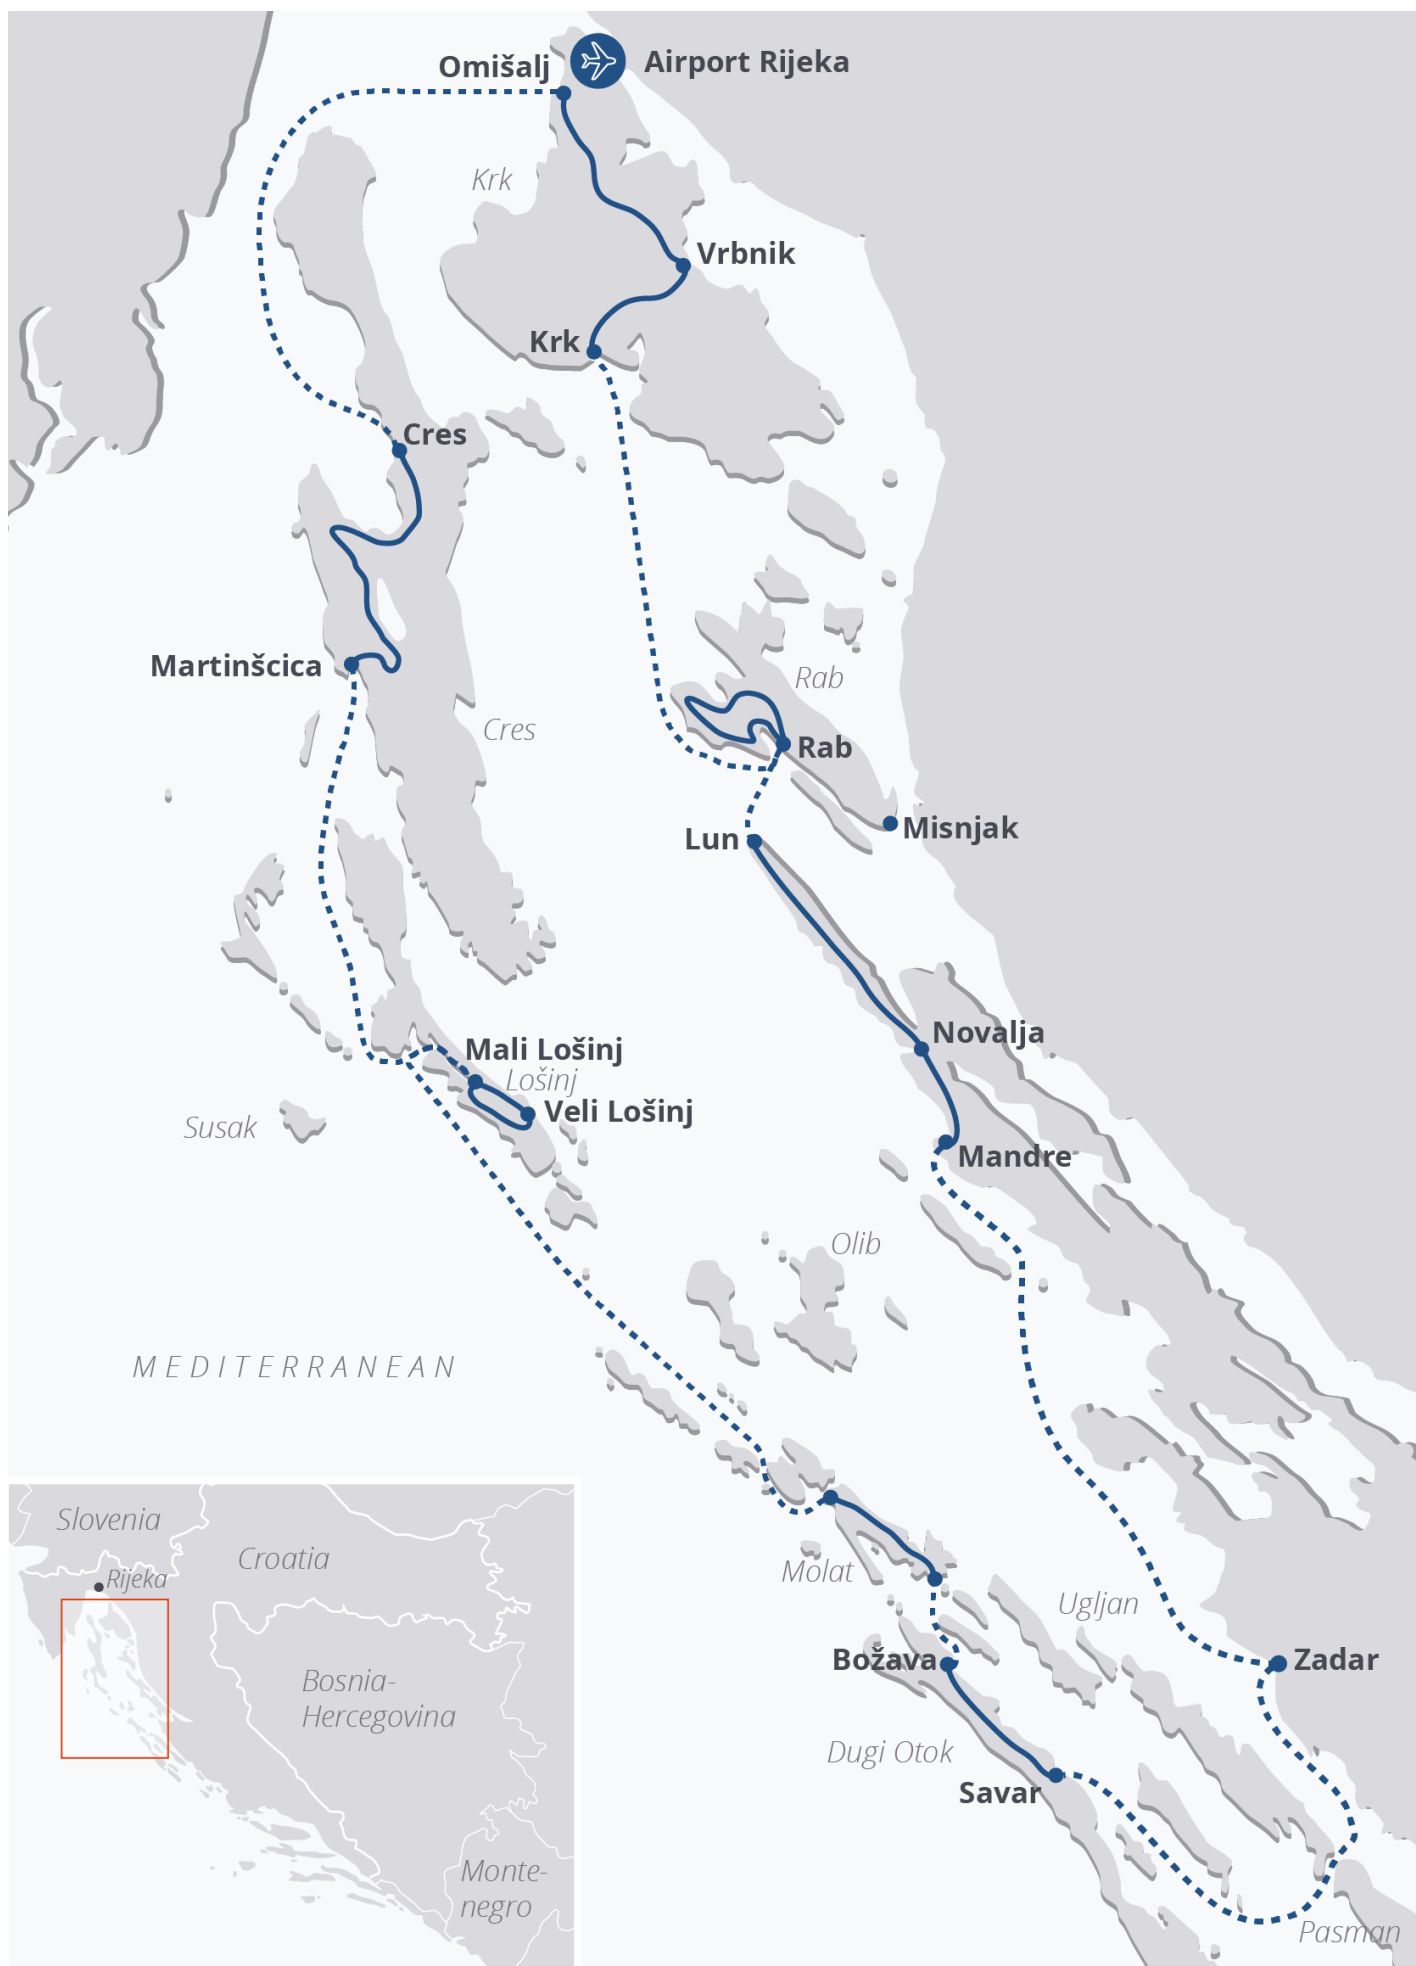 Omišalj
Airport Rijeka
Krk
Vrbnik
Krk
Cres
Martinšcica
Rab
Cres
Rab
Misnjak
Lun
Novalja
Mali Lošinj
Lošinj
Veli Lošinj
Susak
Mandre
Olib
MEDITERRANEAN
Molat
Ugljan
Božava
Zadar
Dugi Otok
Savar
Pasman
Slovenia
Croatia
Rijeka
Bosnia-
Hercegovina
Monte-
negro